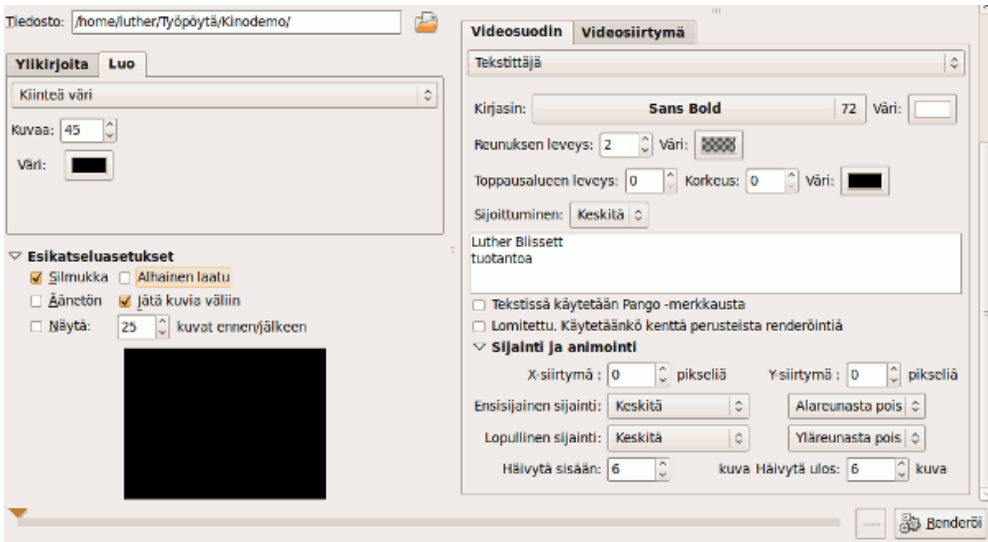 Tiedosto: /home/luther/Työpöytä/Kinodemo/
Ylikirjoita Luo
Kiinteä väri
Kuvaa: 45
Väri:
Esikatseluasetukset
Silmukka Alhainen laatu
Äänetön Jätä kuvia väliin
Näytä: 25 kuvat ennen/jälkeen
Videosuodin Videosiirtymä
Tekstittäjä
Kirjasin: Sans Bold 72 Väri:
Reunuksen leveys: 2 Väri:
Toppausalueen leveys: 0 Korkeus: 0 Väri:
Sijoittuminen: Keskitä
Luther Blissett
tuotantoa
Tekstissä käytetään Pango -merkkausta
Lomitettu. Käytetäänkö kenttä perusteista renderöintiä
Sijainti ja animointi
X-siirtymä : 0 pikseliä Y-siirtymä : 0 pikseliä
Ensisijainen sijainti: Keskitä Alareunasta pois
Lopullinen sijainti: Keskitä Yläreunasta pois
Häivytä sisään: 6 kuva Häivytä ulos: 6 kuva
Renderöi